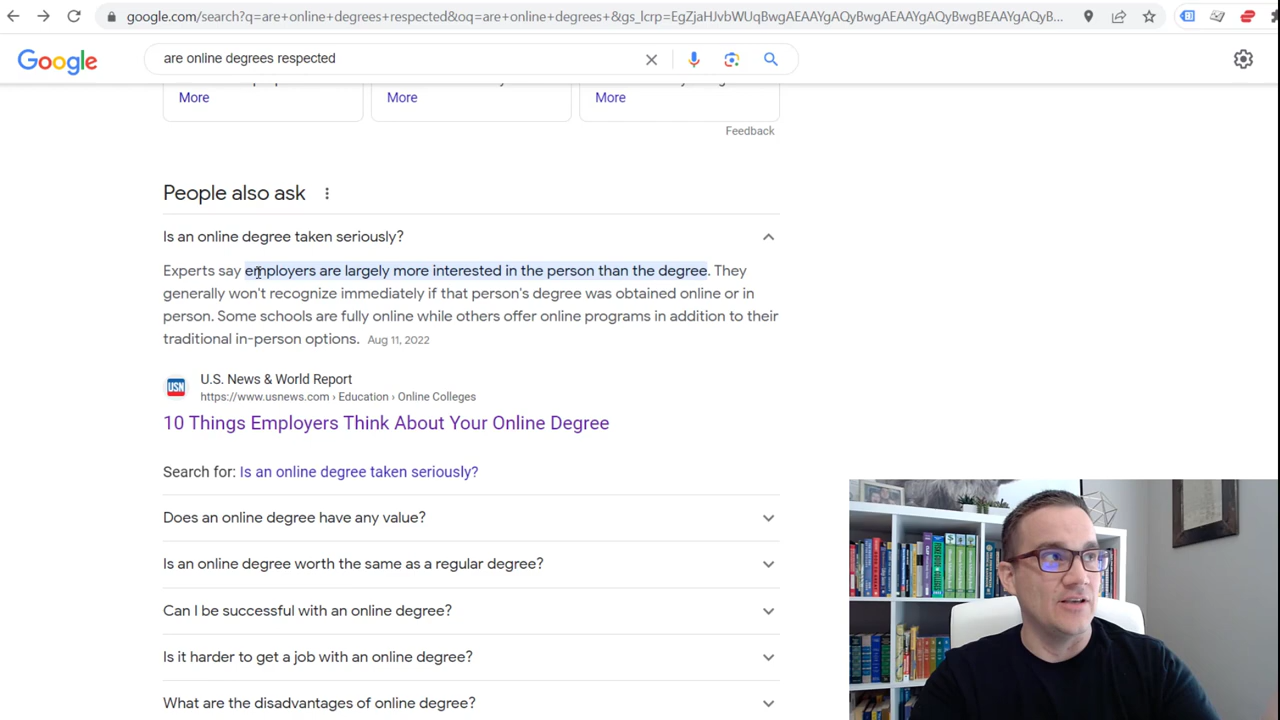 google.com/search?q=are+online+degrees+respected&oq=are+online+degrees+&gs_lcrp=EgZjaHJvbWUqBwgAEAAYgAQyBwgAEAAYgAQyBwgBEAAYgAQyB...
Google
are online degrees respected
More
More
More
Feedback
People also ask
Is an online degree taken seriously?
Experts say employers are largely more interested in the person than the degree. They
generally won't recognize immediately if that person's degree was obtained online or in
person. Some schools are fully online while others offer online programs in addition to their
traditional in-person options. Aug 11, 2022
USN
U.S. News & World Report
https://www.usnews.com › Education › Online Colleges
10 Things Employers Think About Your Online Degree
Search for: Is an online degree taken seriously?
Does an online degree have any value?
Is an online degree worth the same as a regular degree?
Can I be successful with an online degree?
Is it harder to get a job with an online degree?
What are the disadvantages of online degree?